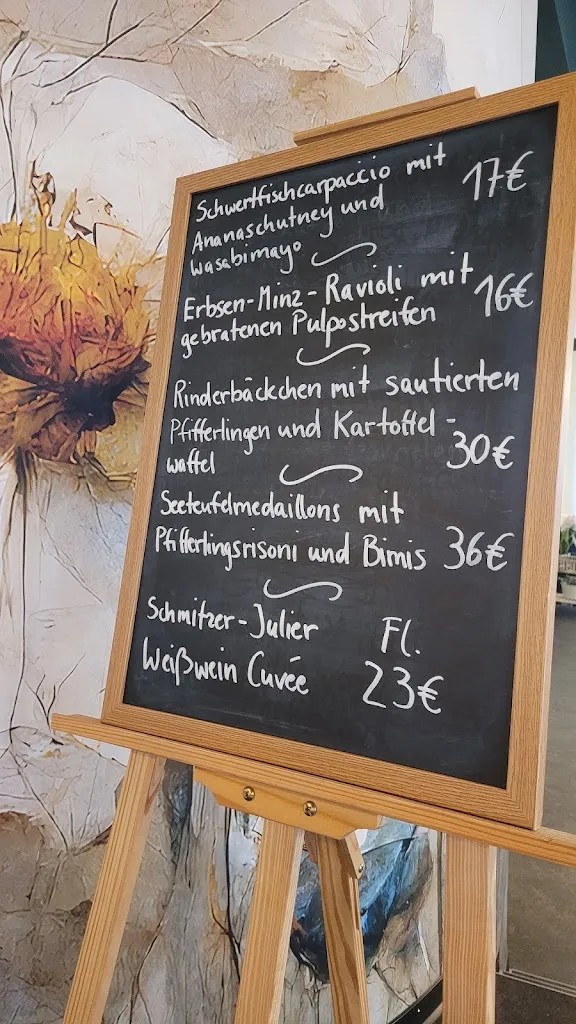 Schwertfischcarpaccio mit
Ananaschutney und 17€
Wasabimayo
Erbsen-Minz-Ravioli mit
gebratenen Pulpostreifen 16€
Rinderbäckchen mit sautierten
Pfifferlingen und Kartoffel-
waffel 30€
Seeteufelmedaillons mit
Pfifferlingsrisoni und Bimis 36€
Schmitzer-Julier Fl.
Weißwein Cuvée 23€